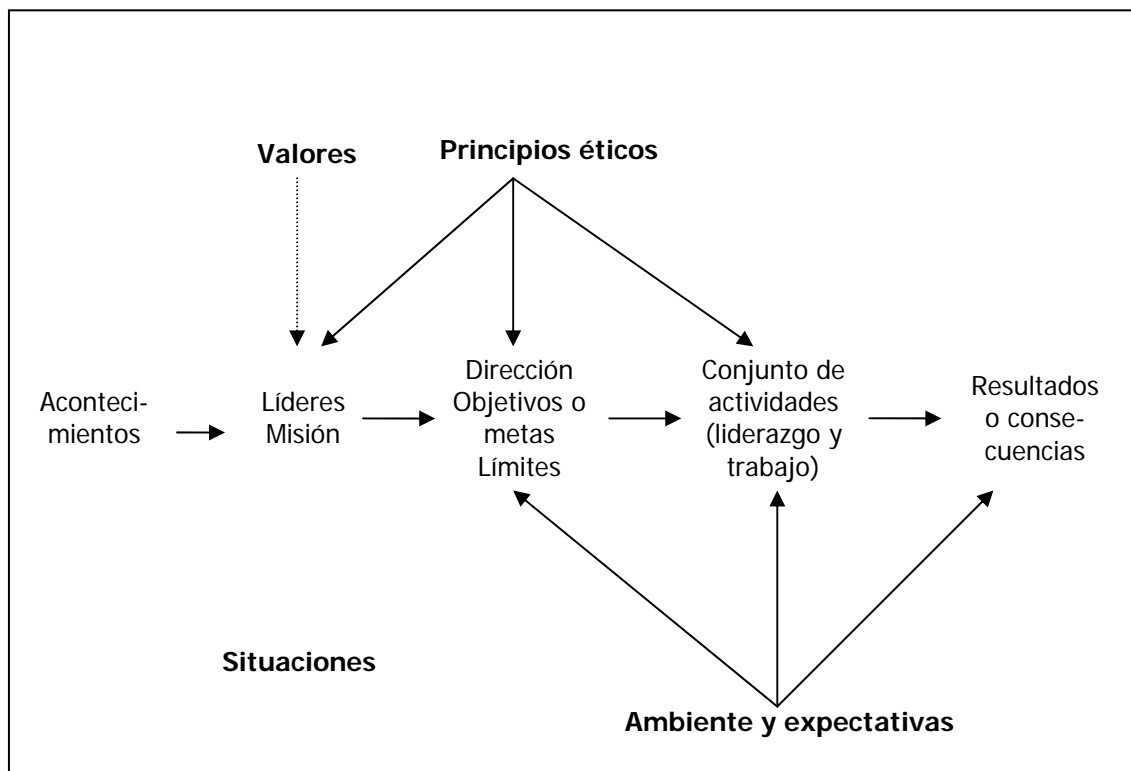 Valores
Principios éticos
Aconteci-
mientos
Líderes
Misión
Dirección
Objetivos o
metas
Límites
Conjunto de
actividades
(liderazgo y
trabajo)
Resultados
o conse-
cuencias
Situaciones
Ambiente y expectativas